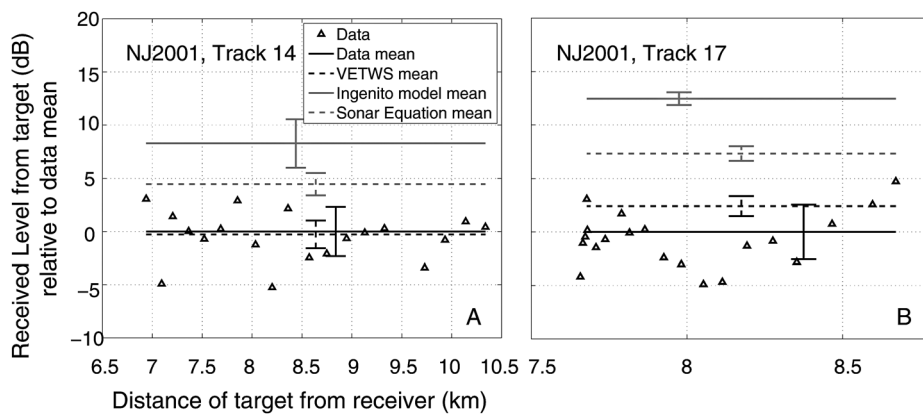 20
15
10
5
0
−5
−10
Received Level from target (dB)
relative to data mean
NJ2001, Track 14
Data
Data mean
VETWS mean
Ingenito model mean
Sonar Equation mean
A
6.5 7 7.5 8 8.5 9 9.5 10 10.5
NJ2001, Track 17
B
7.5 8 8.5
Distance of target from receiver (km)